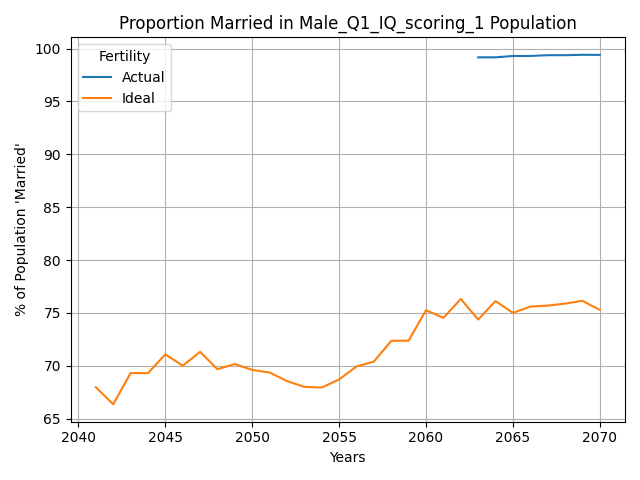 Proportion Married in Male_Q1_IQ_scoring_1 Population
Fertility
Actual
Ideal
% of Population 'Married'
100
95
90
85
80
75
70
65
2040
2045
2050
2055
2060
2065
2070
Years